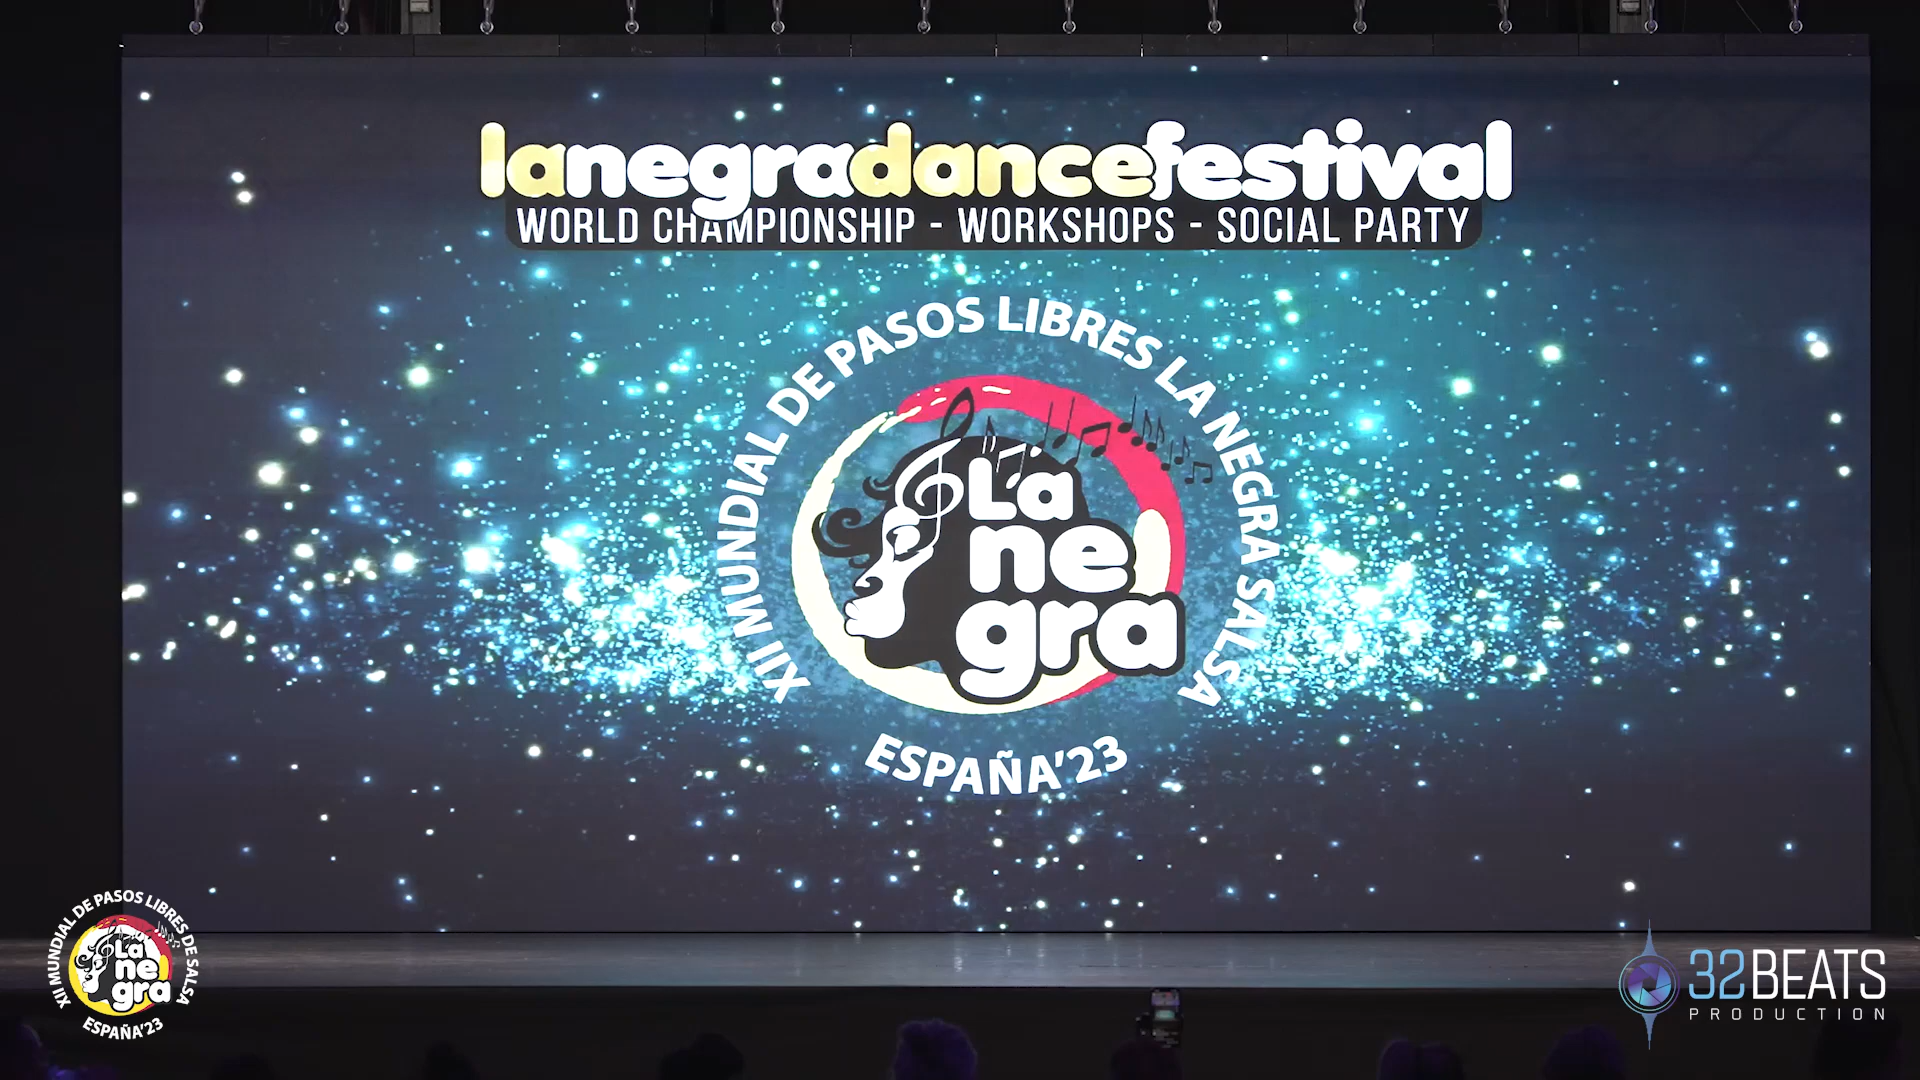 lanegradancefestival
WORLD CHAMPIONSHIP - WORKSHOPS - SOCIAL PARTY
XII MUNDIAL DE PASOS LIBRES LA NEGRA SALSA
La
ne
gra
ESPAÑA'23
XII MUNDIAL DE PASOS LIBRES DE SALSA
La
ne
gra
ESPAÑA'23
32BEATS
PRODUCTION